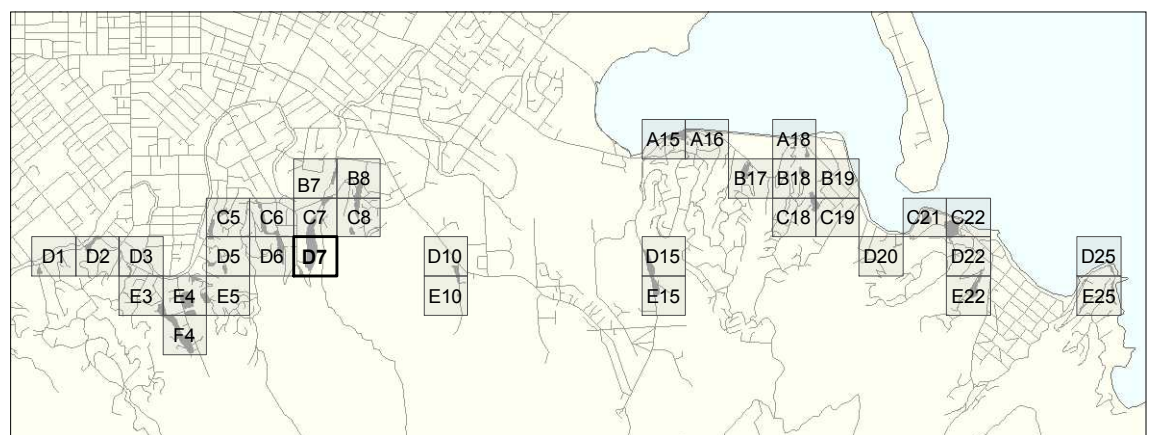 A15 A16 A18
B7 B8 B17 B18 B19
C5 C6 C7 C8 C18 C19 C21 C22
D1 D2 D3 D5 D6 D7 D10 D15 D20 D22 D25
E3 E4 E5 E10 E15 E22 E25
F4